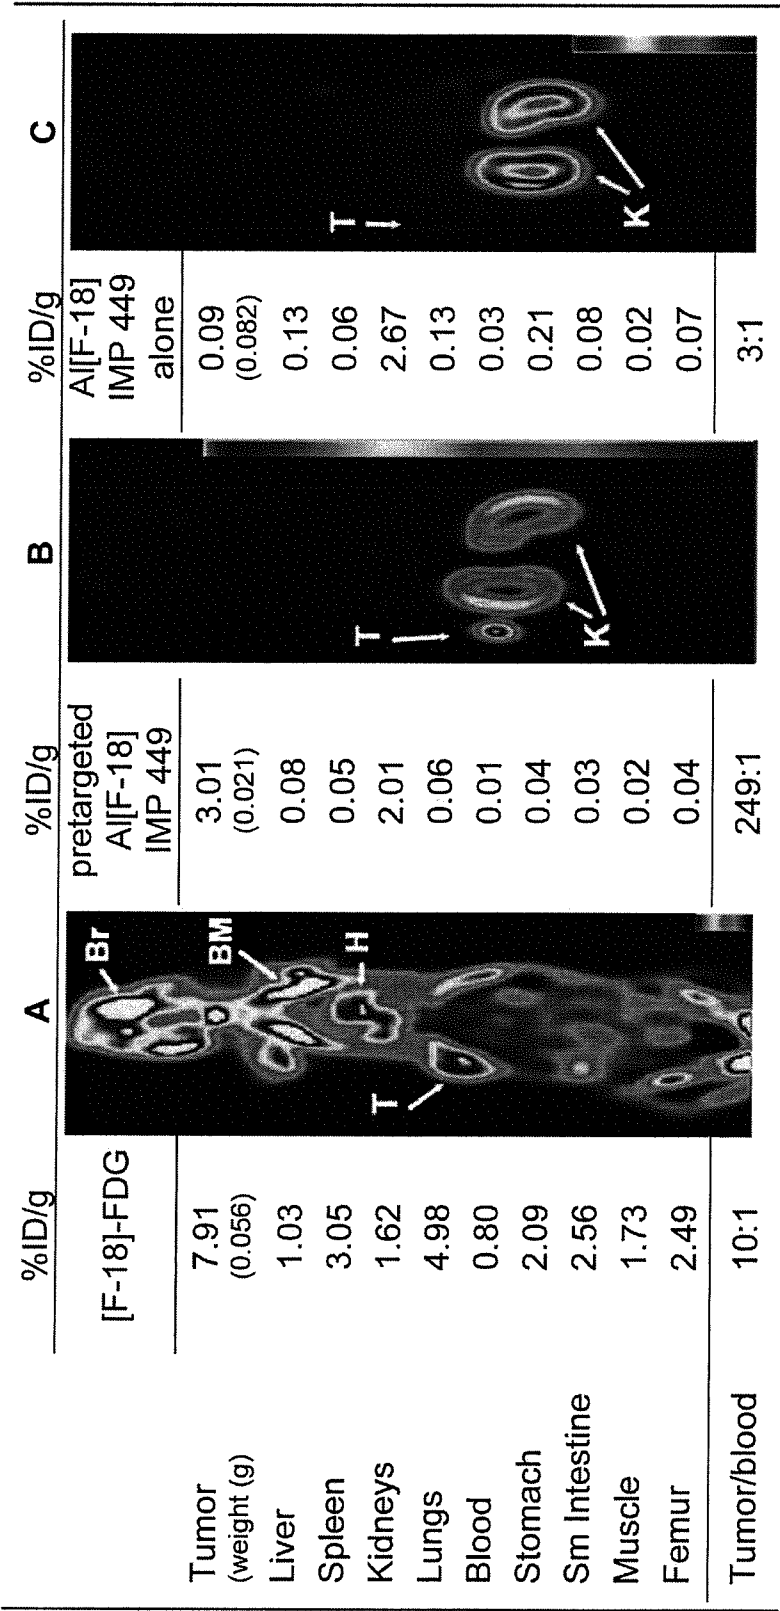 %ID/g A %ID/g B %ID/g C
[F-18]-FDG
pretargeted
Al[F-18]
IMP 449
Al[F-18]
IMP 449
alone
Tumor 7.91 3.01 0.09
(weight (g) (0.056) (0.021) (0.082)
Liver 1.03 0.08 0.13
Spleen 3.05 0.05 0.06
Kidneys 1.62 2.01 2.67
Lungs 4.98 0.06 0.13
Blood 0.80 0.01 0.03
Stomach 2.09 0.04 0.21
Sm Intestine 2.56 0.03 0.08
Muscle 1.73 0.02 0.02
Femur 2.49 0.04 0.07
Tumor/blood 10:1 249:1 3:1
Br
BM
H
T
T
K
T
K